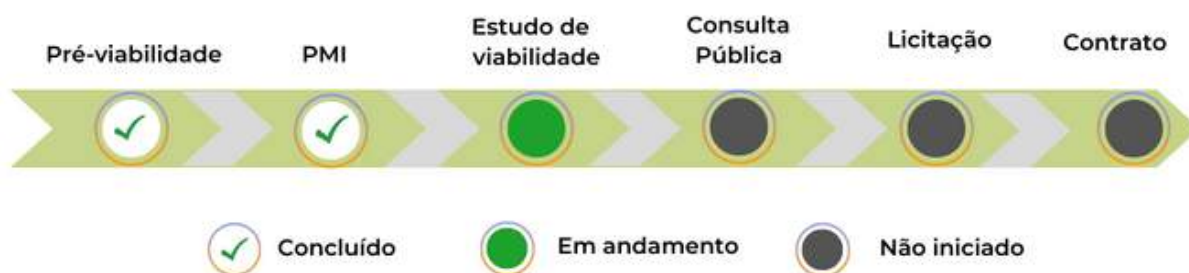 Pré-viabilidade
PMI
Estudo de
viabilidade
Consulta
Pública
Licitação
Contrato
Concluído
Em andamento
Não iniciado